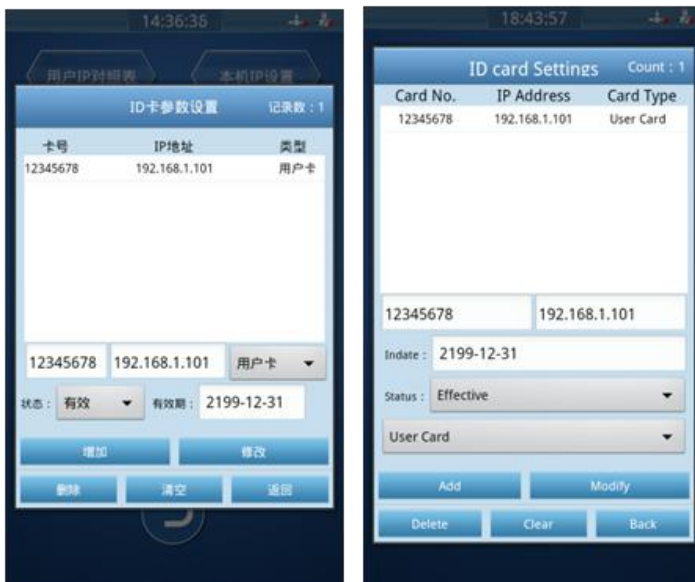 14:36:35
用户IP对照表 本机IP设置
ID卡参数设置 记录数：1
卡号 IP地址 类型
12345678 192.168.1.101 用户卡
12345678 192.168.1.101 用户卡
状态： 有效 有效期： 2199-12-31
增加 修改
删除 清空 返回
18:43:57
ID card Settings Count : 1
Card No. IP Address Card Type
12345678 192.168.1.101 User Card
12345678 192.168.1.101
Indate : 2199-12-31
Status : Effective
User Card
Add Modify
Delete Clear Back